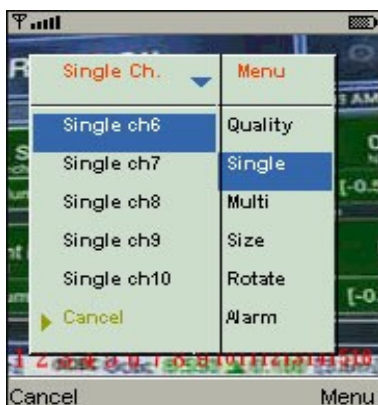 Single Ch. Menu
Single ch6 Quality
Single ch7 Single
Single ch8 Multi
Single ch9 Size
Single ch10 Rotate
Cancel Alarm
Cancel Menu